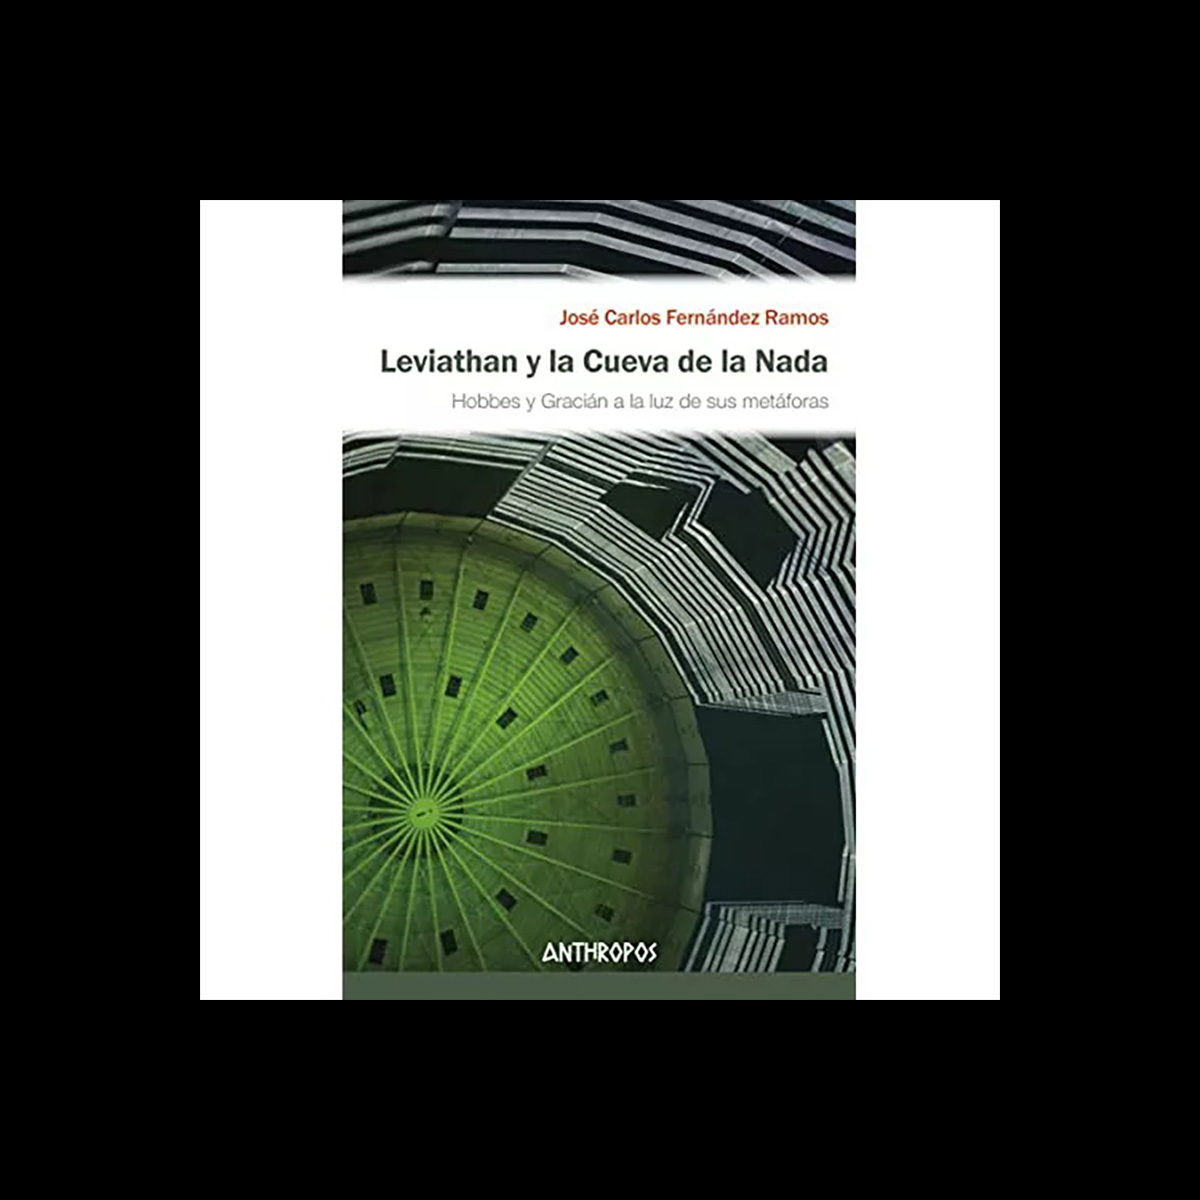 José Carlos Fernández Ramos
Leviathan y la Cueva de la Nada
Hobbes y Gracián a la luz de sus metáforas
ANTHROPOS